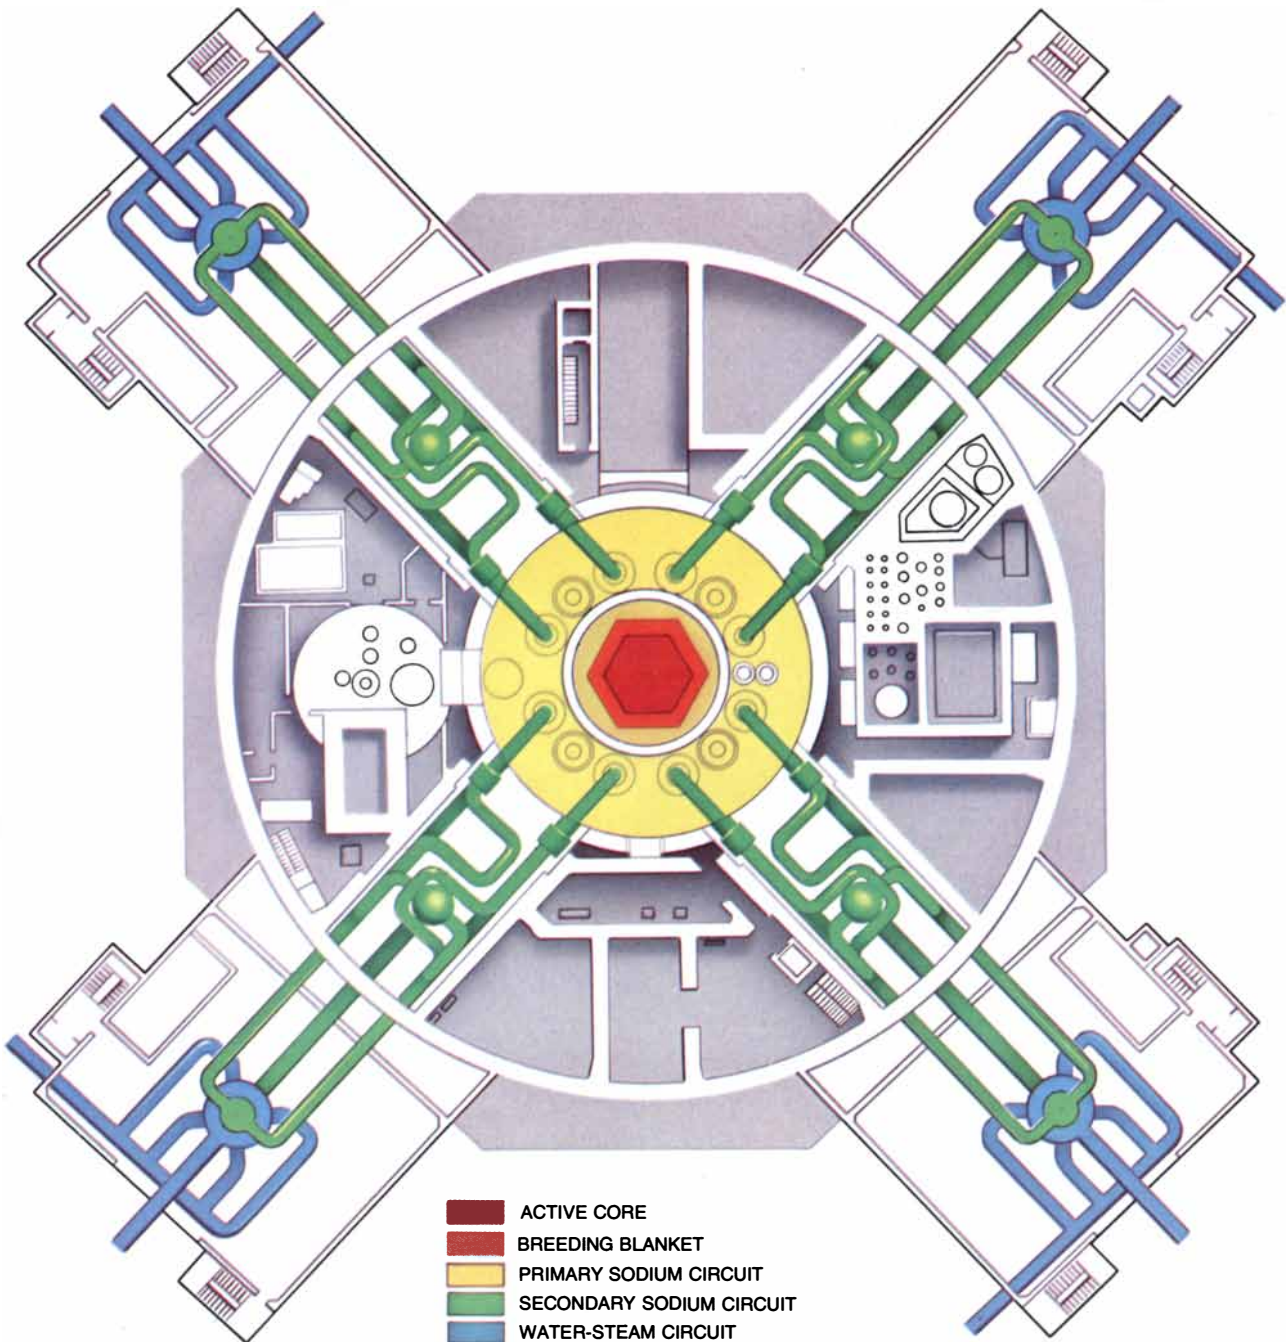 ACTIVE CORE
BREEDING BLANKET
PRIMARY SODIUM CIRCUIT
SECONDARY SODIUM CIRCUIT
WATER-STEAM CIRCUIT